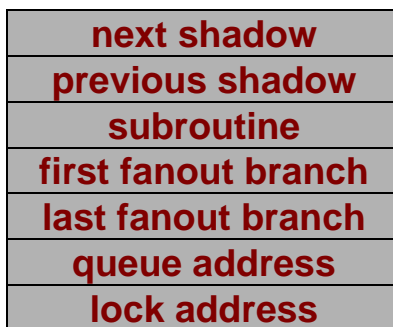 next shadow
previous shadow
subroutine
first fanout branch
last fanout branch
queue address
lock address